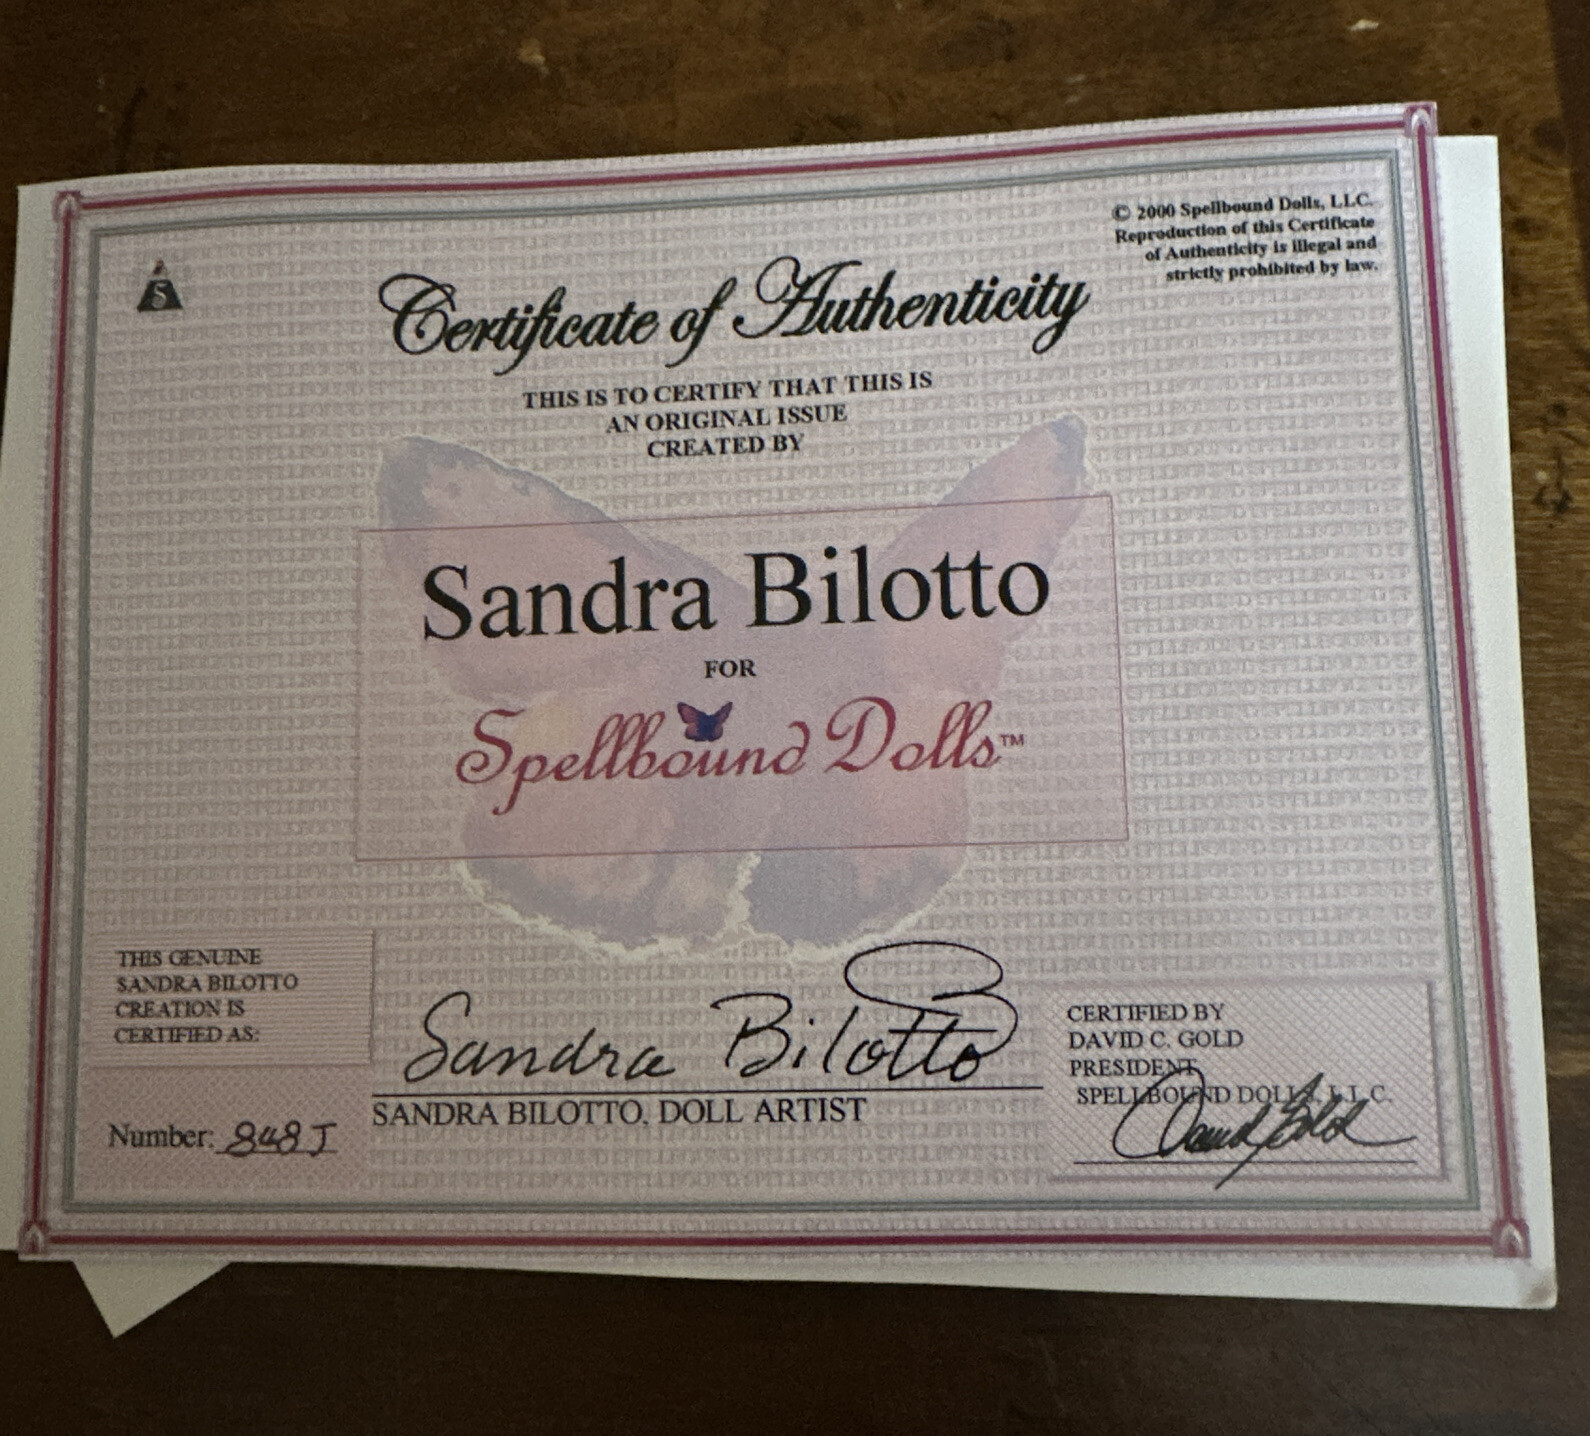 © 2000 Spellbound Dolls, LLC.
Reproduction of this Certificate
of Authenticity is illegal and
strictly prohibited by law.
S
Certificate of Authenticity
THIS IS TO CERTIFY THAT THIS IS
AN ORIGINAL ISSUE
CREATED BY
Sandra Bilotto
FOR
Spellbound Dolls™
THIS GENUINE
SANDRA BILOTTO
CREATION IS
CERTIFIED AS:
Number: 848J
Sandra Bilotto
SANDRA BILOTTO, DOLL ARTIST
CERTIFIED BY
DAVID C. GOLD
PRESIDENT
SPELLBOUND DOLLS, L.L.C.
David Gold